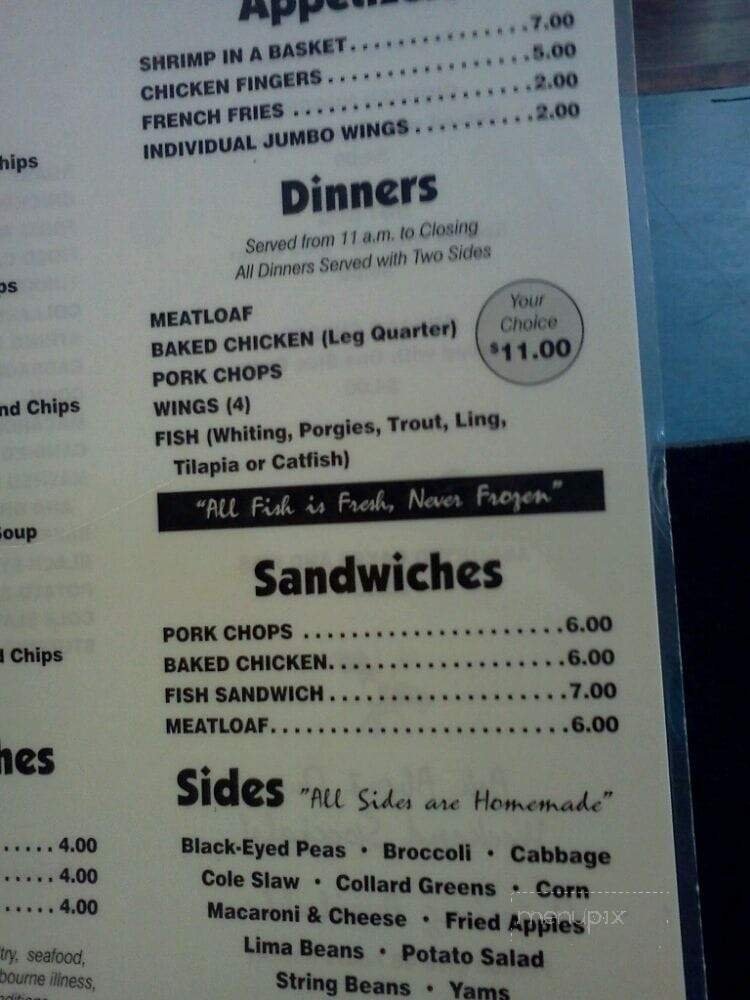 Appetizers
SHRIMP IN A BASKET...............7.00
CHICKEN FINGERS.................5.00
FRENCH FRIES ....................2.00
INDIVIDUAL JUMBO WINGS..........2.00
Dinners
Served from 11 a.m. to Closing
All Dinners Served with Two Sides
MEATLOAF
BAKED CHICKEN (Leg Quarter)
PORK CHOPS
WINGS (4)
FISH (Whiting, Porgies, Trout, Ling,
Tilapia or Catfish)
Your
Choice
$11.00
"All Fish is Fresh, Never Frozen"
Sandwiches
PORK CHOPS ......................6.00
BAKED CHICKEN....................6.00
FISH SANDWICH....................7.00
MEATLOAF.........................6.00
Sides "All Sides are Homemade"
Black-Eyed Peas • Broccoli • Cabbage
Cole Slaw • Collard Greens • Corn
Macaroni & Cheese • Fried Apples
Lima Beans • Potato Salad
String Beans • Yams
hips
ps
nd Chips
Soup
d Chips
hes
.....4.00
.....4.00
.....4.00
try, seafood,
bourne illness,
menupix